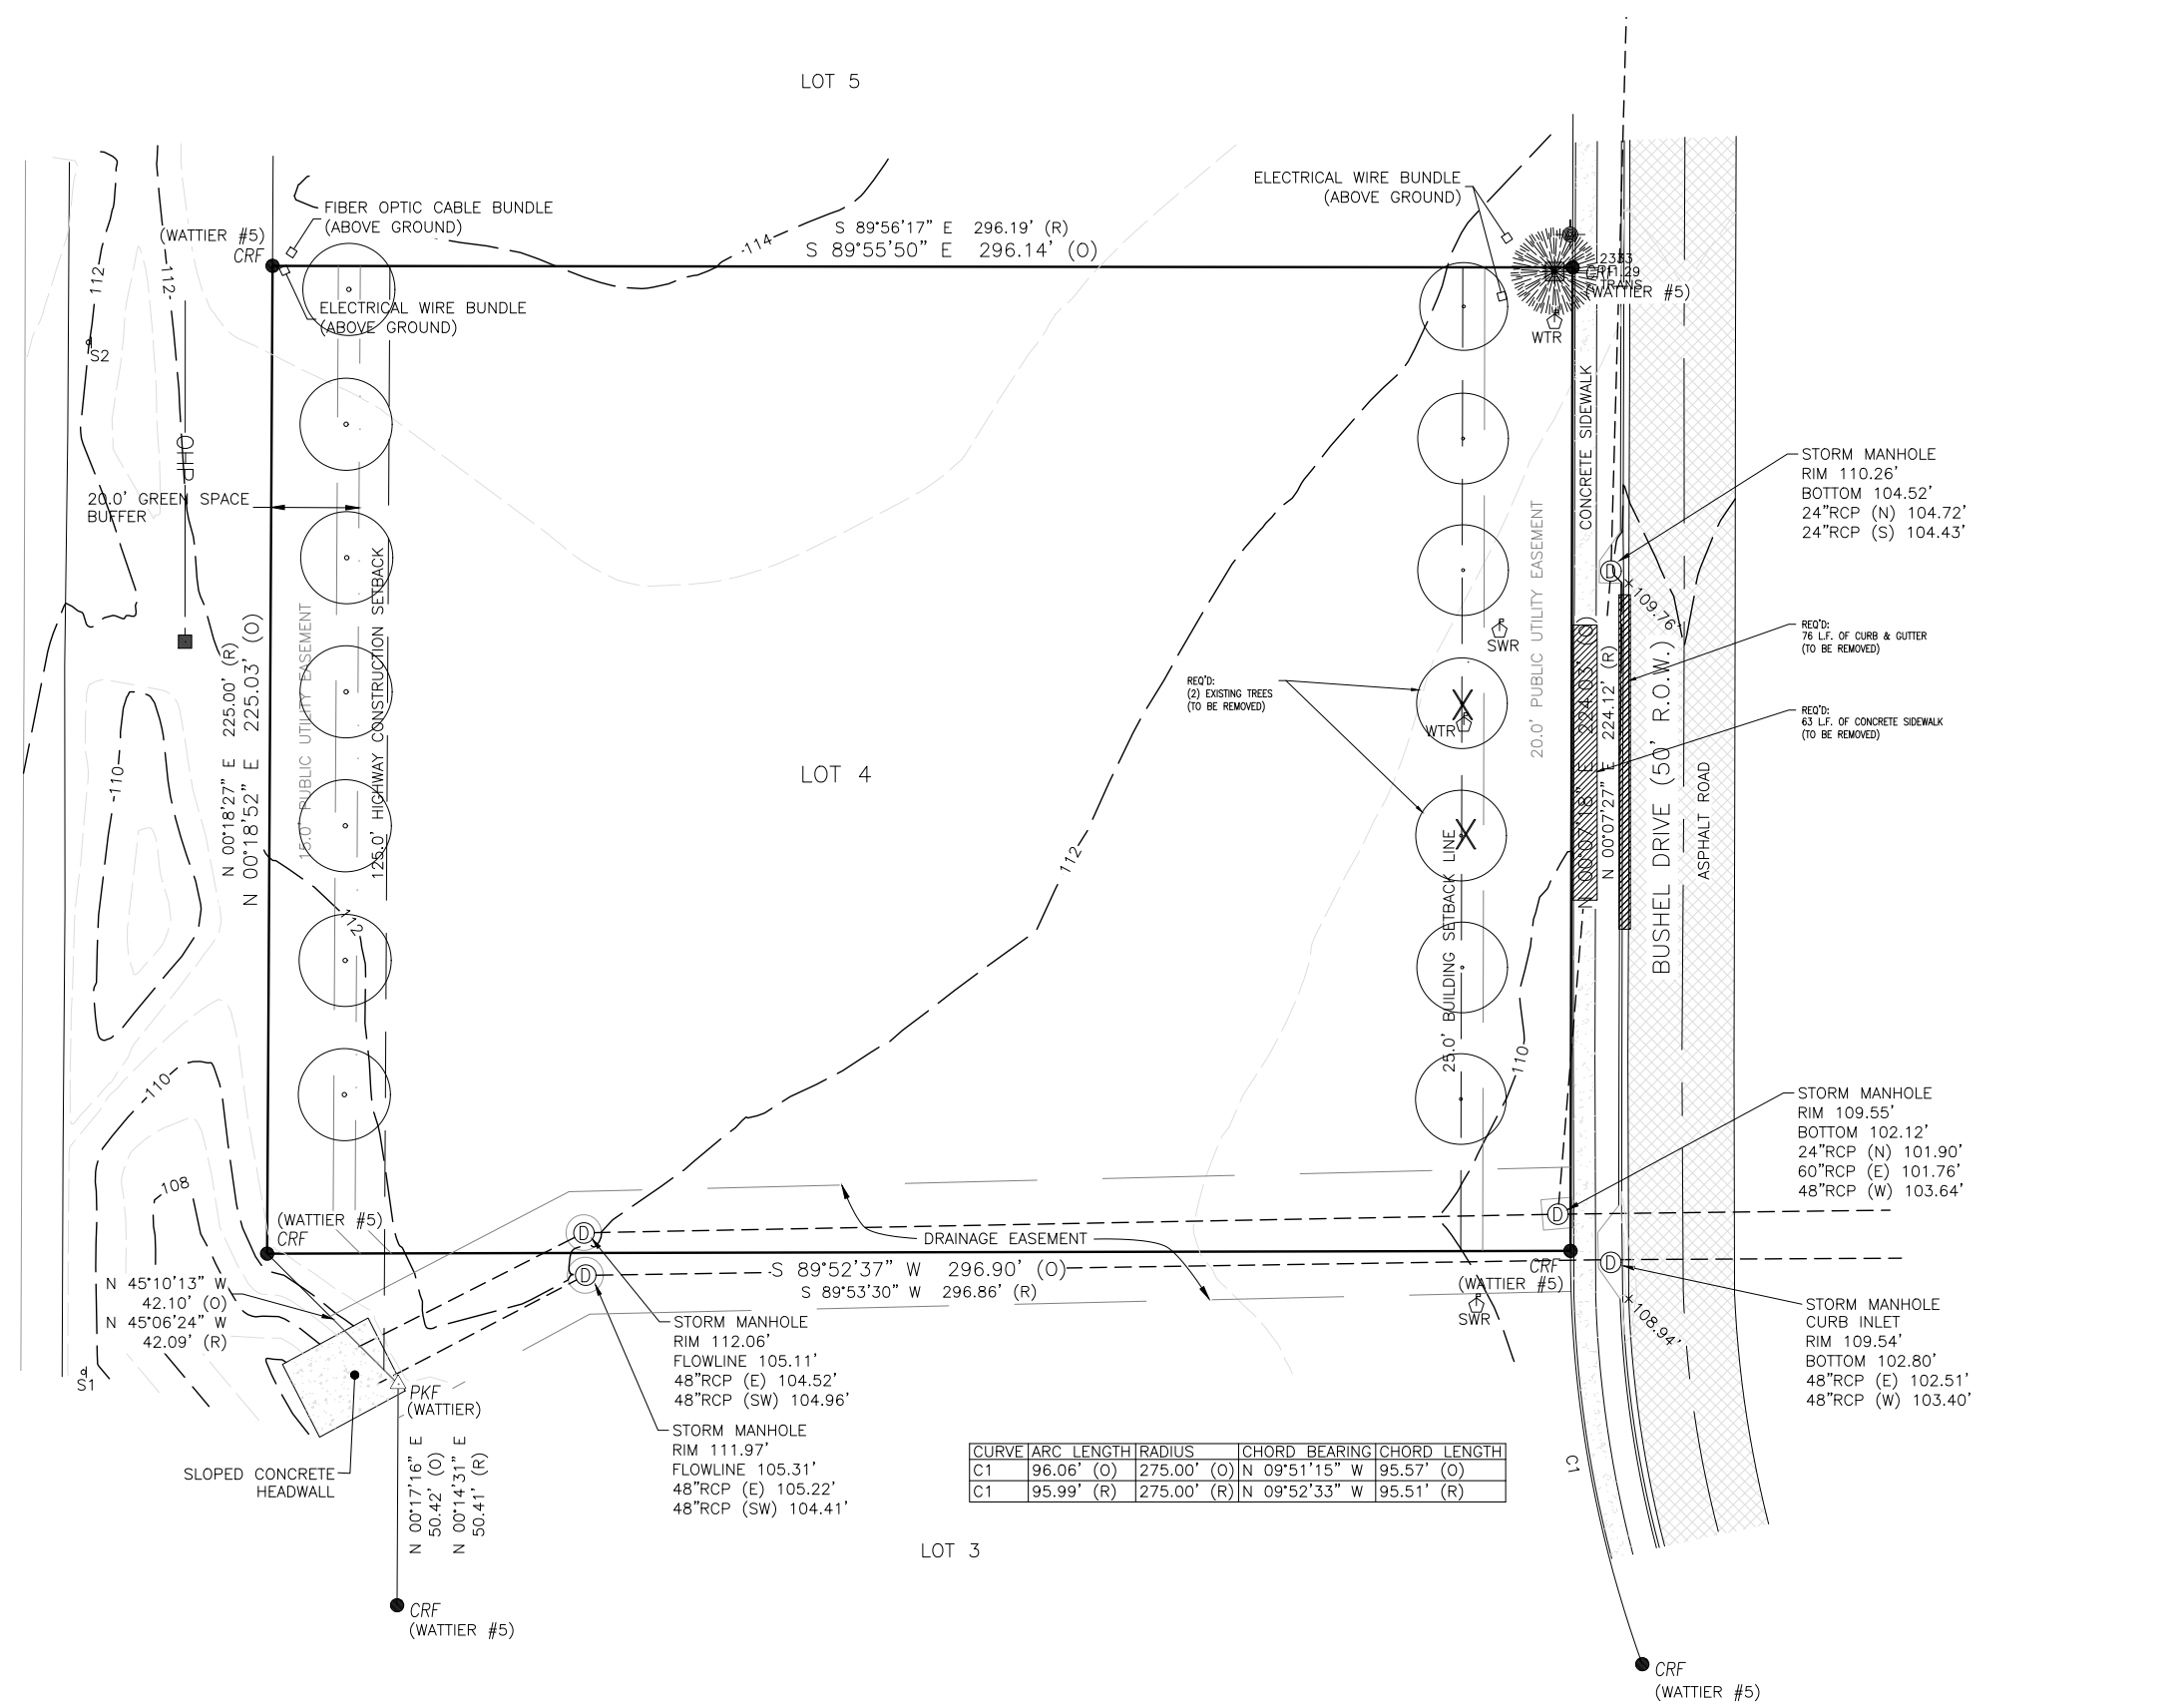 LOT 5
ELECTRICAL WIRE BUNDLE
(ABOVE GROUND)
FIBER OPTIC CABLE BUNDLE
(ABOVE GROUND)
(WATTIER #5)
CRF
114
S 89°56'17" E 296.19' (R)
S 89°55'50" E 296.14' (O)
112
112
S2
ELECTRICAL WIRE BUNDLE
(ABOVE GROUND)
2333
CRF
TRANS
(WATTIER #5)
WTR
CONCRETE SIDEWALK
OHP
20.0' GREEN SPACE
BUFFER
STORM MANHOLE
RIM 110.26'
BOTTOM 104.52'
24"RCP (N) 104.72'
24"RCP (S) 104.43'
D
109.76'
N 00°18'27" E 225.00' (R)
N 00°18'52" E 225.03' (O)
15.0' PUBLIC UTILITY EASEMENT
125.0' HIGHWAY CONSTRUCTION SETBACK
20.0' PUBLIC UTILITY EASEMENT
SWR
REQ'D:
76 L.F. OF CURB & GUTTER
(TO BE REMOVED)
REQ'D:
(2) EXISTING TREES
(TO BE REMOVED)
WTR
REQ'D:
63 L.F. OF CONCRETE SIDEWALK
(TO BE REMOVED)
N 00°07'18" E 224.03' (O)
N 00°07'27" E 224.12' (R)
BUSHEL DRIVE (50' R.O.W.)
ASPHALT ROAD
LOT 4
110
112
112
25.0' BUILDING SETBACK LINE
110
110
108
STORM MANHOLE
RIM 109.55'
BOTTOM 102.12'
24"RCP (N) 101.90'
60"RCP (E) 101.76'
48"RCP (W) 103.64'
D
(WATTIER #5)
CRF
D
DRAINAGE EASEMENT
D
S 89°52'37" W 296.90' (O)
S 89°53'30" W 296.86' (R)
CRF
(WATTIER #5)
D
SWR
108.94'
N 45°10'13" W
42.10' (O)
N 45°06'24" W
42.09' (R)
STORM MANHOLE
CURB INLET
RIM 109.54'
BOTTOM 102.80'
48"RCP (E) 102.51'
48"RCP (W) 103.40'
STORM MANHOLE
RIM 112.06'
FLOWLINE 105.11'
48"RCP (E) 104.52'
48"RCP (SW) 104.96'
S1
PKF
(WATTIER)
STORM MANHOLE
RIM 111.97'
FLOWLINE 105.31'
48"RCP (E) 105.22'
48"RCP (SW) 104.41'
SLOPED CONCRETE
HEADWALL
N 00°17'16" E
50.42' (O)
N 00°14'31" E
50.41' (R)
CURVE ARC LENGTH RADIUS CHORD BEARING CHORD LENGTH
C1 96.06' (O) 275.00' (O) N 09°51'15" W 95.57' (O)
C1 95.99' (R) 275.00' (R) N 09°52'33" W 95.51' (R)
C1
LOT 3
CRF
(WATTIER #5)
CRF
(WATTIER #5)